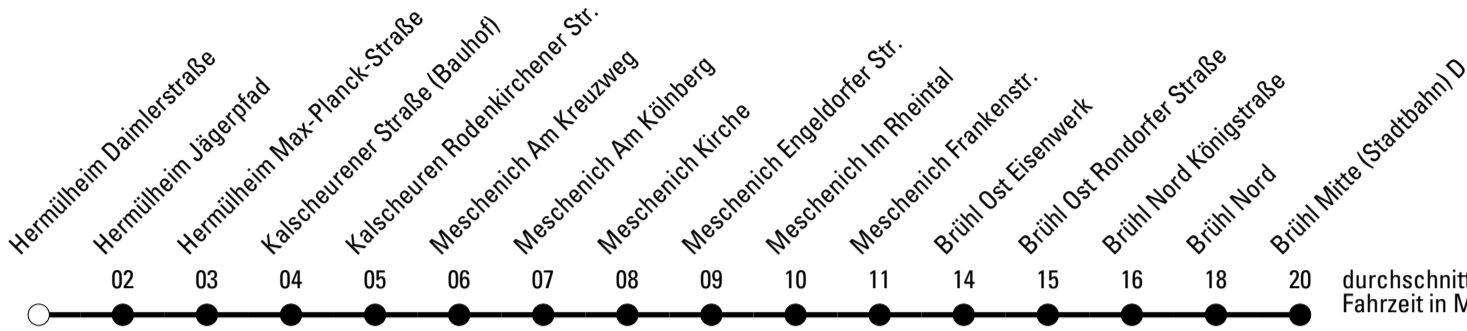 Hermülheim Daimlerstraße
Hermülheim Jägerpfad
Hermülheim Max-Planck-Straße
Kalscheurener Straße (Bauhof)
Kalscheuren Rodenkirchener Str.
Meschenich Am Kreuzweg
Meschenich Am Kölnberg
Meschenich Kirche
Meschenich Engeldorfer Str.
Meschenich Im Rheintal
Meschenich Frankenstr.
Brühl Ost Eisenwerk
Brühl Ost Rondorfer Straße
Brühl Nord Königstraße
Brühl Nord
Brühl Mitte (Stadtbahn) D
02 03 04 05 06 07 08 09 10 11 14 15 16 18 20
durchschnitt
Fahrzeit in M